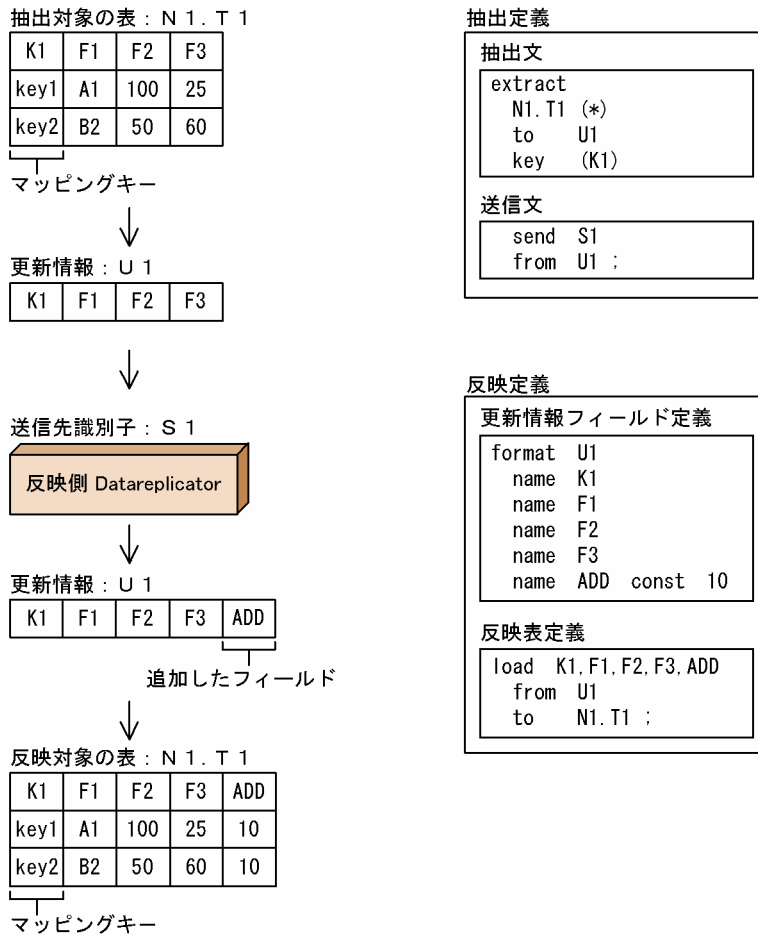 抽出対象の表：Ｎ１.Ｔ１
K1 F1 F2 F3
key1 A1 100 25
key2 B2 50 60
マッピングキー
更新情報：Ｕ１
K1 F1 F2 F3
送信先識別子：Ｓ１
反映側 Datareplicator
更新情報：Ｕ１
K1 F1 F2 F3 ADD
追加したフィールド
反映対象の表：Ｎ１.Ｔ１
K1 F1 F2 F3 ADD
key1 A1 100 25 10
key2 B2 50 60 10
マッピングキー
抽出定義
抽出文
extract
N1.T1 (*)
to U1
key (K1)
送信文
send S1
from U1 ;
反映定義
更新情報フィールド定義
format U1
name K1
name F1
name F2
name F3
name ADD const 10
反映表定義
load K1,F1,F2,F3,ADD
from U1
to N1.T1 ;